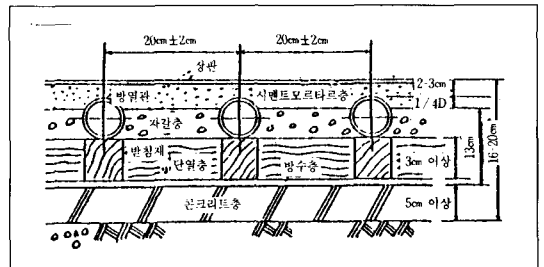 20cm±2cm 20cm±2cm
상판
방열관 시멘트모르타르층 2-3cm
1/4D
자갈층
받침재 단열층 방수층 3cm 이상
13cm
16-20cm
콘크리트층 5cm 이상